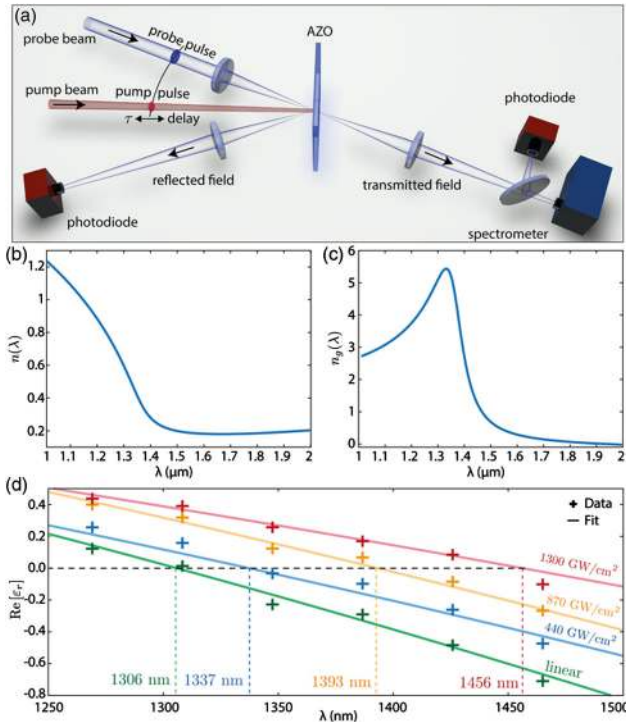 (a)
AZO
probe beam
probe pulse
pump beam
pump pulse
τ delay
photodiode
reflected field
transmitted field
photodiode
spectrometer
(b)
n(λ)
1.2
1
0.8
0.6
0.4
0.2
1 1.1 1.2 1.3 1.4 1.5 1.6 1.7 1.8 1.9 2
λ (μm)
(c)
n_g(λ)
6
5
4
3
2
1
0
1 1.1 1.2 1.3 1.4 1.5 1.6 1.7 1.8 1.9 2
λ (μm)
(d)
Re [ε_r]
0.4
0.2
0.0
-0.2
-0.4
-0.6
-0.8
+ Data
— Fit
1300 GW/cm²
870 GW/cm²
440 GW/cm²
linear
1306 nm
1337 nm
1393 nm
1456 nm
1250 1300 1350 1400 1450 1500
λ (nm)